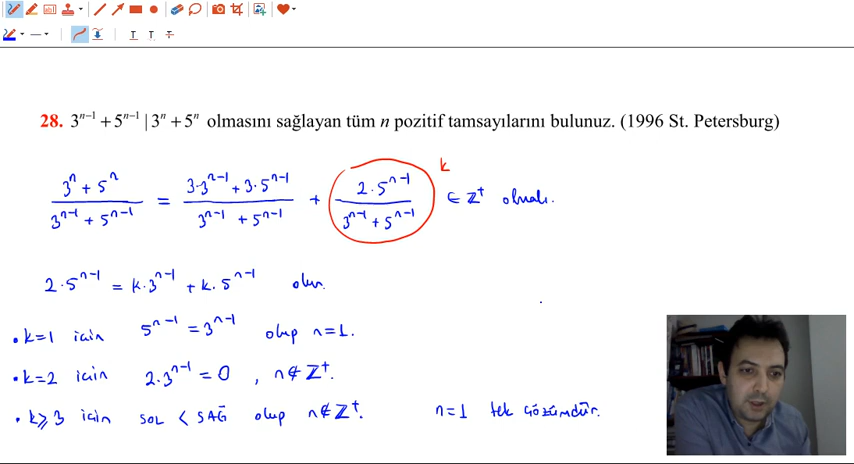 28. 3^{n-1} + 5^{n-1} | 3^n + 5^n olmasını sağlayan tüm n pozitif tamsayılarını bulunuz. (1996 St. Petersburg)
k
(3^n + 5^n)/(3^{n-1} + 5^{n-1}) = (3·3^{n-1} + 3·5^{n-1})/(3^{n-1} + 5^{n-1}) + (2·5^{n-1})/(3^{n-1} + 5^{n-1}) ∈ ℤ^+ olmalı.
2·5^{n-1} = k·3^{n-1} + k·5^{n-1} olur.
• k=1 için 5^{n-1} = 3^{n-1} olup n=1.
• k=2 için 2·3^{n-1} = 0, n∉ℤ^+.
• k⩾3 için SOL < SAĞ olup n∉ℤ^+. n=1 tek çözümdür.